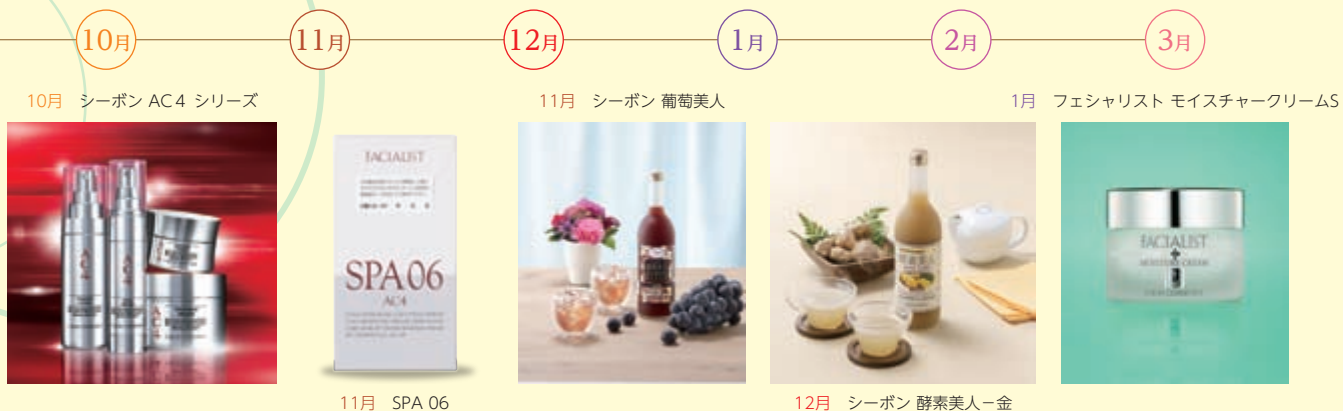 10月
11月
12月
1月
2月
3月
10月 シーボン AC4 シリーズ
11月 シーボン 葡萄美人
1月 フェシャリスト モイスチャークリームS
FACIALIST
SPA06
AC4
FACIALIST
MOISTURE CREAM
11月 SPA 06
12月 シーボン 酵素美人−金